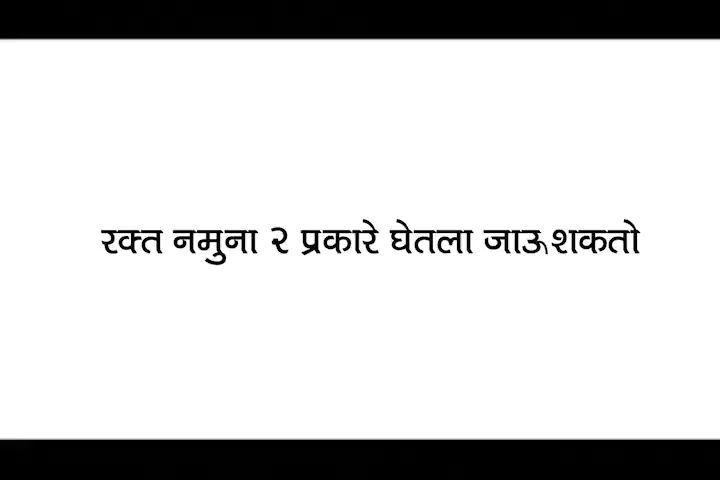 रक्त नमुना २ प्रकारे घेतला जाऊ शकतो